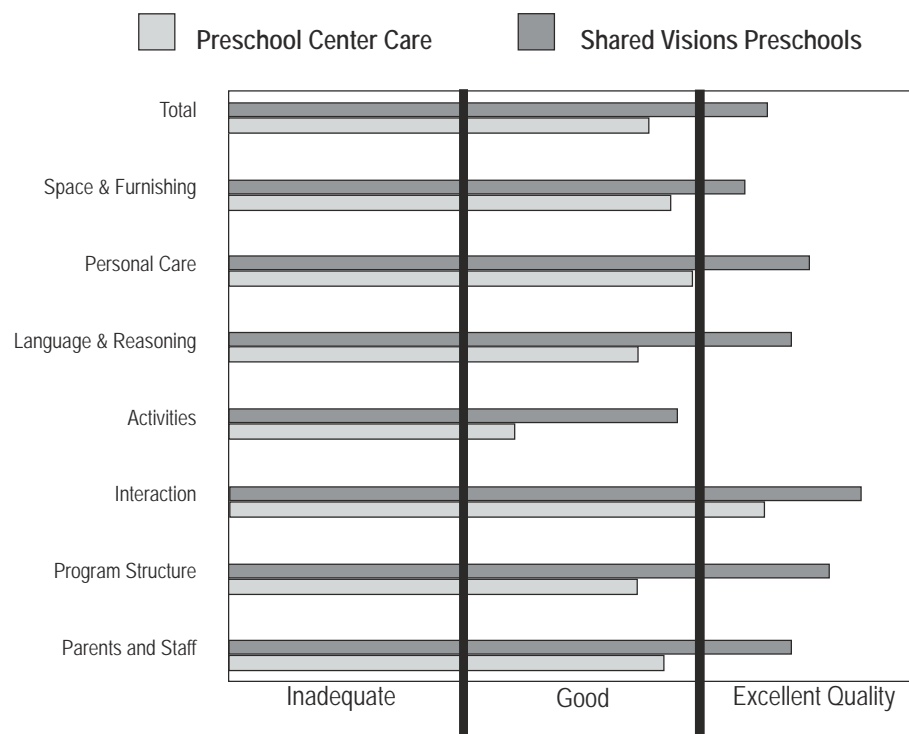 Preschool Center Care
Shared Visions Preschools
Total
Space & Furnishing
Personal Care
Language & Reasoning
Activities
Interaction
Program Structure
Parents and Staff
Inadequate
Good
Excellent Quality